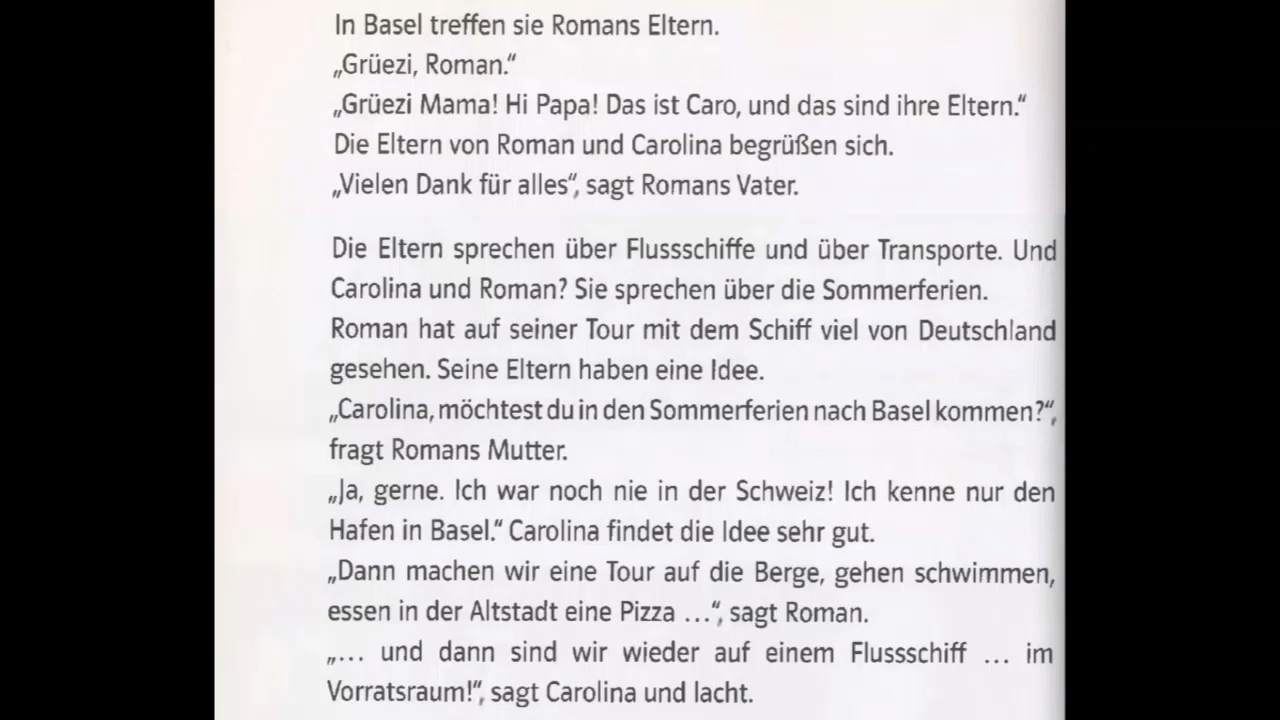 In Basel treffen sie Romans Eltern.
„Grüezi, Roman.“
„Grüezi Mama! Hi Papa! Das ist Caro, und das sind ihre Eltern.“
Die Eltern von Roman und Carolina begrüßen sich.
„Vielen Dank für alles“, sagt Romans Vater.
Die Eltern sprechen über Flussschiffe und über Transporte. Und
Carolina und Roman? Sie sprechen über die Sommerferien.
Roman hat auf seiner Tour mit dem Schiff viel von Deutschland
gesehen. Seine Eltern haben eine Idee.
„Carolina, möchtest du in den Sommerferien nach Basel kommen?“,
fragt Romans Mutter.
„Ja, gerne. Ich war noch nie in der Schweiz! Ich kenne nur den
Hafen in Basel.“ Carolina findet die Idee sehr gut.
„Dann machen wir eine Tour auf die Berge, gehen schwimmen,
essen in der Altstadt eine Pizza …“, sagt Roman.
„… und dann sind wir wieder auf einem Flussschiff … im
Vorratsraum!“, sagt Carolina und lacht.